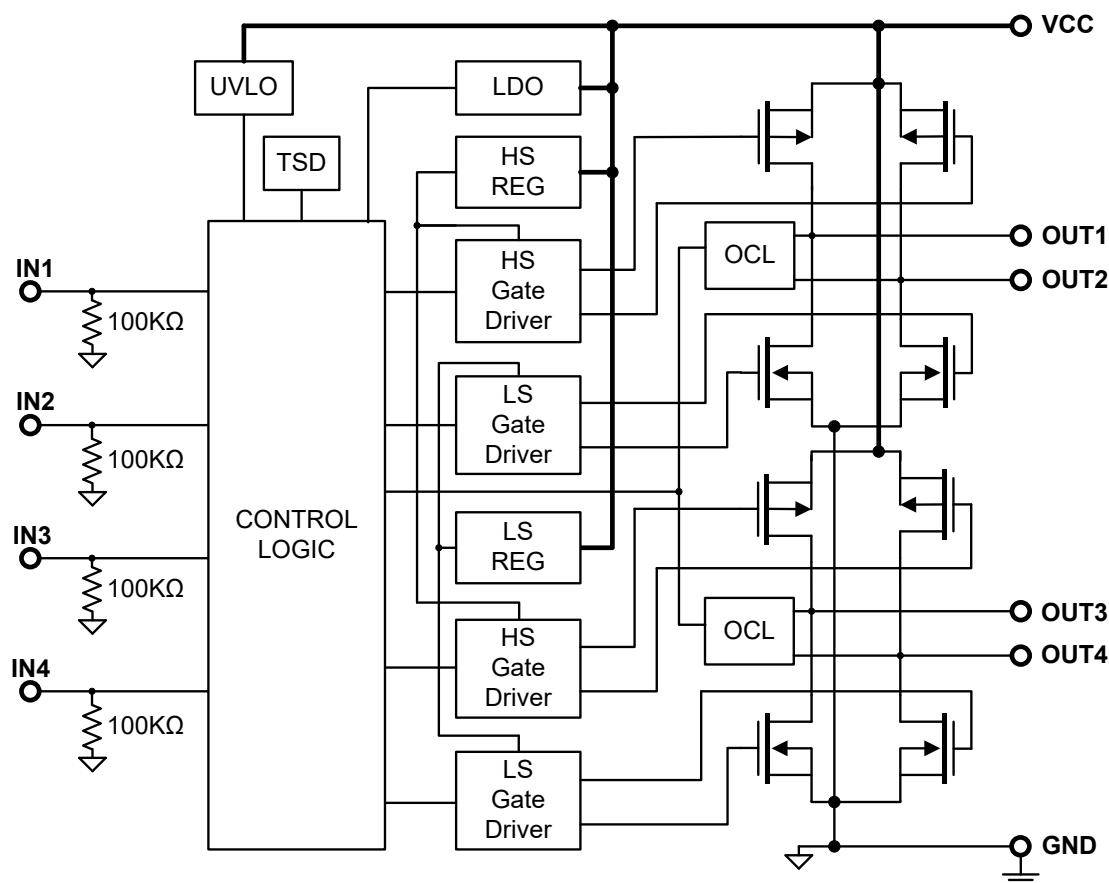 VCC
UVLO
LDO
TSD
HS
REG
OUT1
OCL
HS
Gate
Driver
IN1
OUT2
100KΩ
LS
Gate
Driver
IN2
100KΩ
CONTROL
LOGIC
LS
REG
IN3
100KΩ
OUT3
OCL
HS
Gate
Driver
OUT4
IN4
100KΩ
LS
Gate
Driver
GND